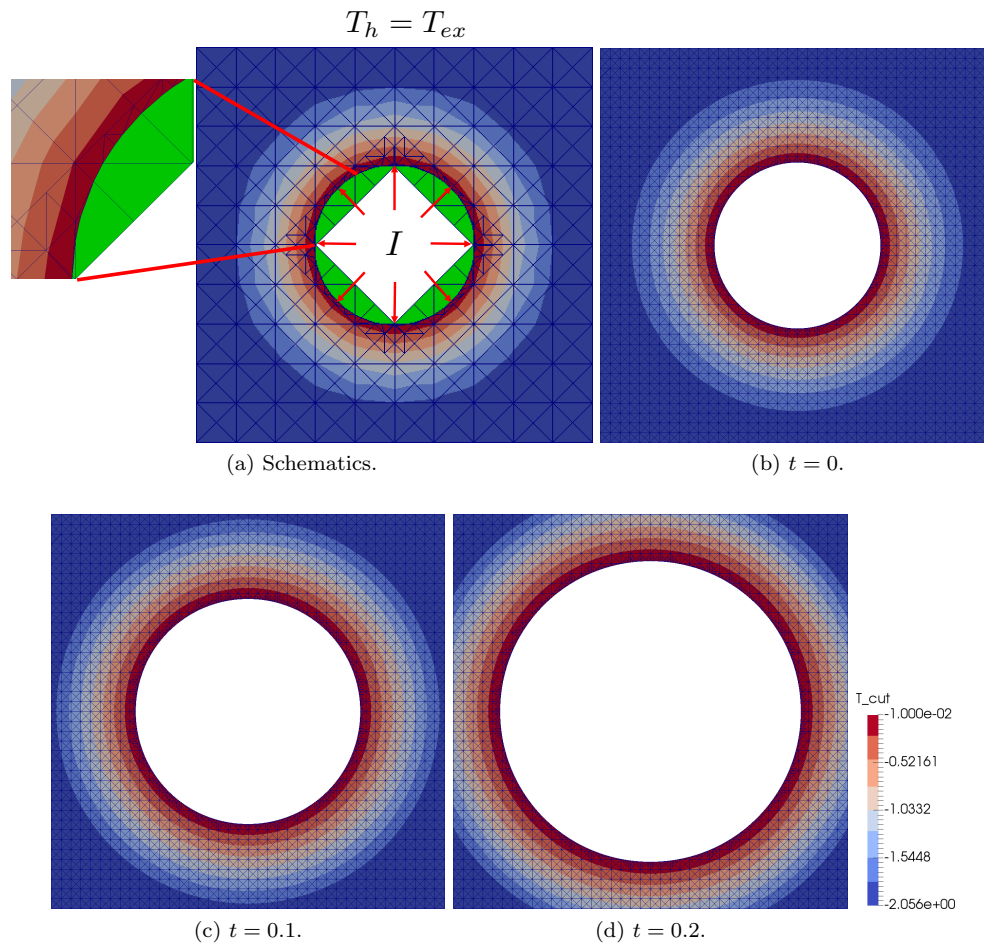 T_h = T_ex
I
(a) Schematics.
(b) t = 0.
T_cut
-1.000e-02
-0.52161
-1.0332
-1.5448
-2.056e+00
(c) t = 0.1.
(d) t = 0.2.